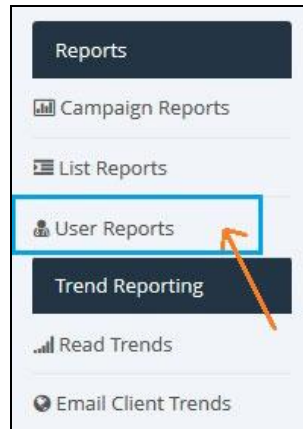 Reports
Campaign Reports
List Reports
User Reports
Trend Reporting
Read Trends
Email Client Trends